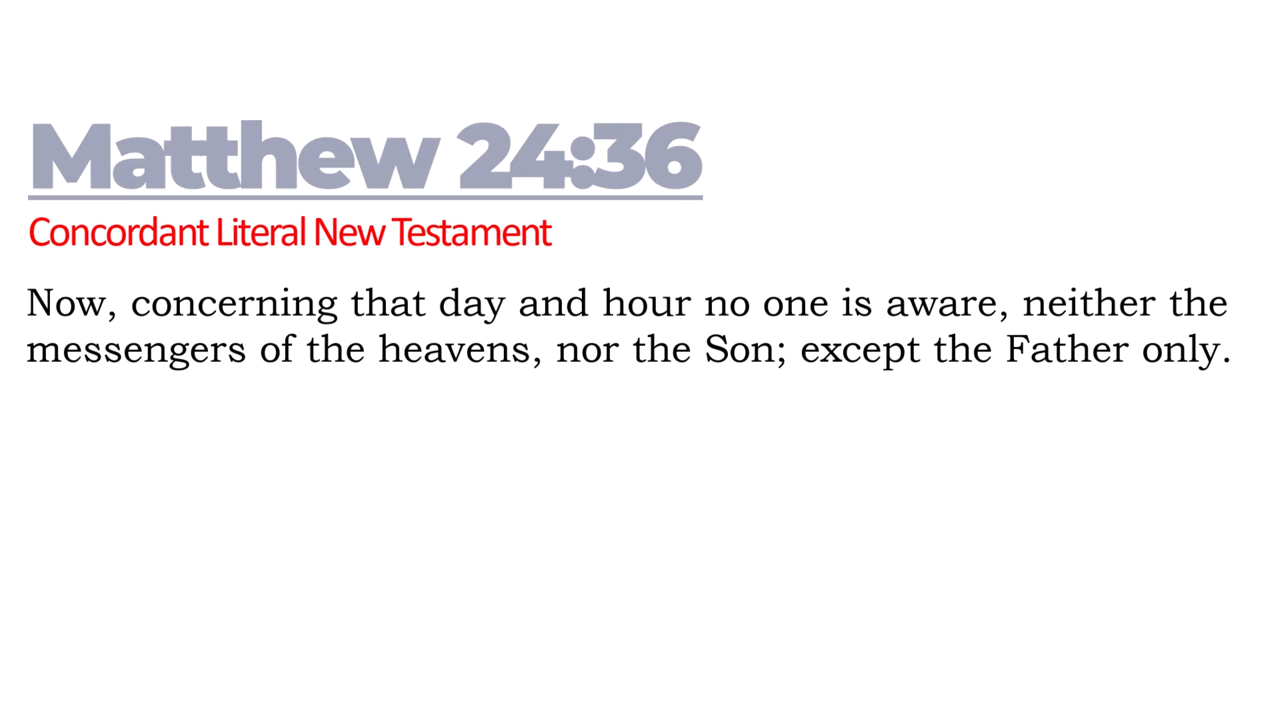 Matthew 24:36
Concordant Literal New Testament
Now, concerning that day and hour no one is aware, neither the
messengers of the heavens, nor the Son; except the Father only.